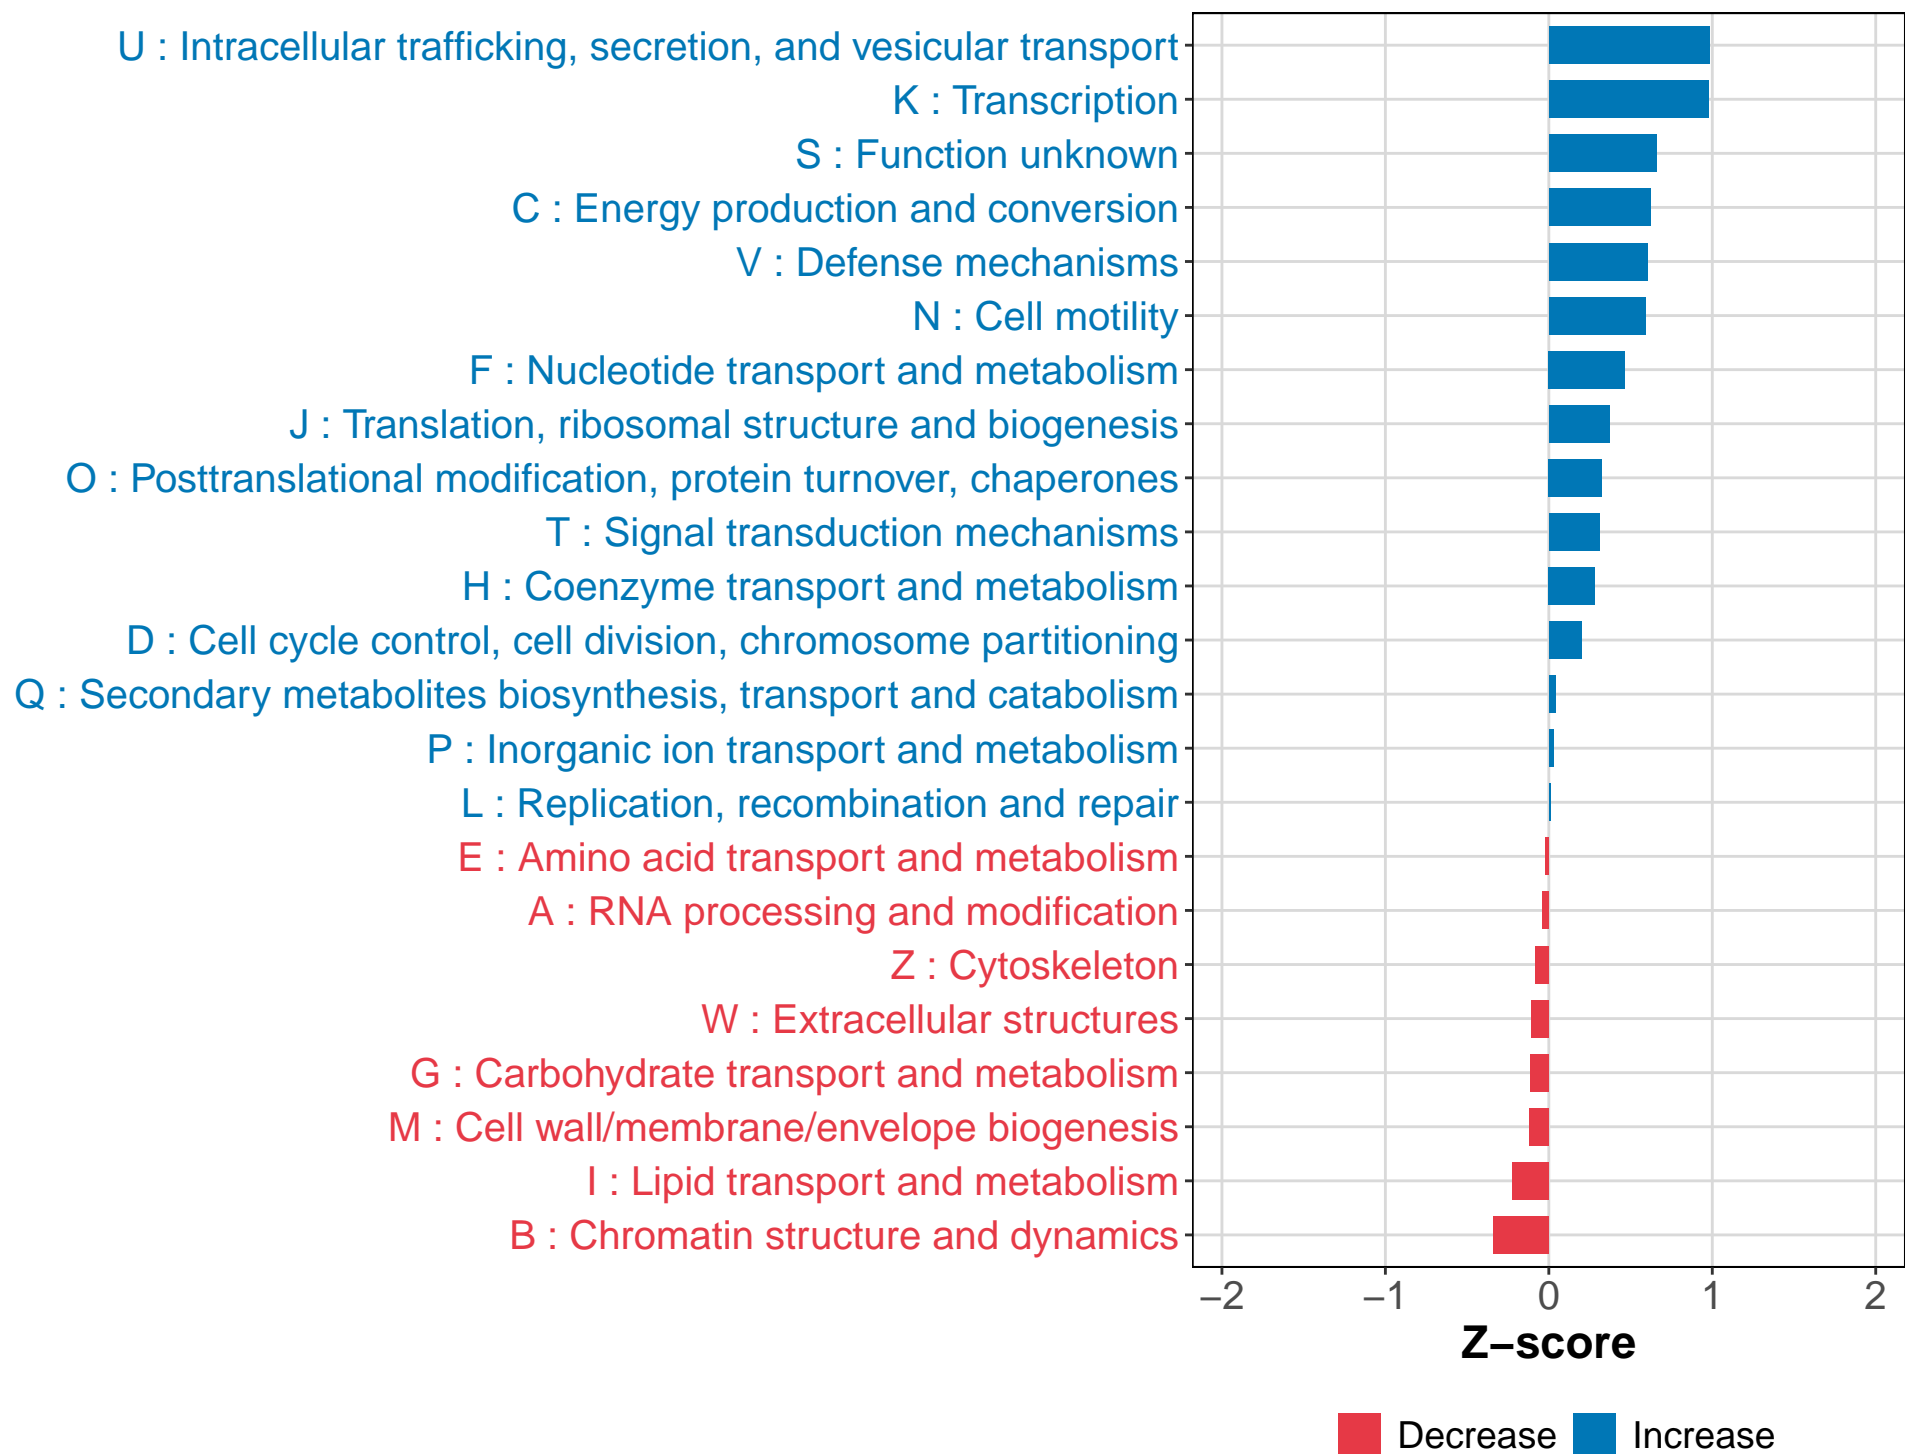 U : Intracellular trafficking, secretion, and vesicular transport
K : Transcription
S : Function unknown
C : Energy production and conversion
V : Defense mechanisms
N : Cell motility
F : Nucleotide transport and metabolism
J : Translation, ribosomal structure and biogenesis
O : Posttranslational modification, protein turnover, chaperones
T : Signal transduction mechanisms
H : Coenzyme transport and metabolism
D : Cell cycle control, cell division, chromosome partitioning
Q : Secondary metabolites biosynthesis, transport and catabolism
P : Inorganic ion transport and metabolism
L : Replication, recombination and repair
E : Amino acid transport and metabolism
A : RNA processing and modification
Z : Cytoskeleton
W : Extracellular structures
G : Carbohydrate transport and metabolism
M : Cell wall/membrane/envelope biogenesis
I : Lipid transport and metabolism
B : Chromatin structure and dynamics
−2 −1 0 1 2
Z−score
Decrease Increase